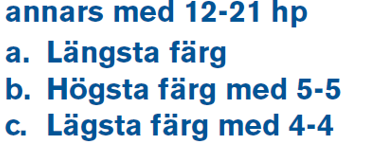 annars med 12-21 hp
a. Längsta färg
b. Högsta färg med 5-5
c. Lägsta färg med 4-4